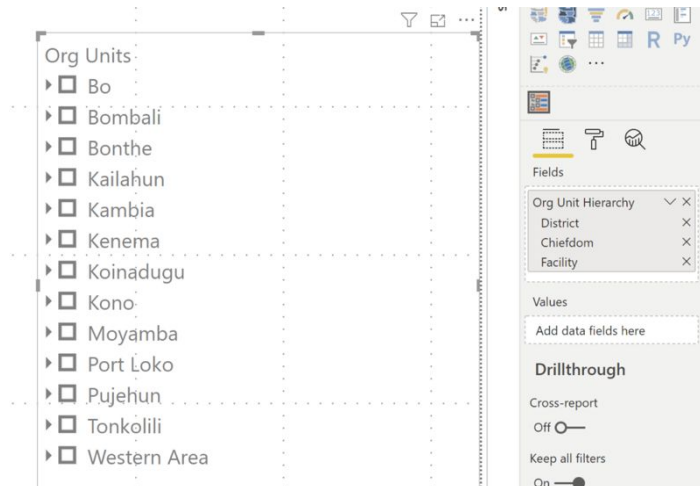 Org Units
Bo
Bombali
Bonthe
Kailahun
Kambia
Kenema
Koinadugu
Kono
Moyamba
Port Loko
Pujehun
Tonkolili
Western Area
R Py
Fields
Org Unit Hierarchy
District
Chiefdom
Facility
Values
Add data fields here
Drillthrough
Cross-report
Off
Keep all filters
On